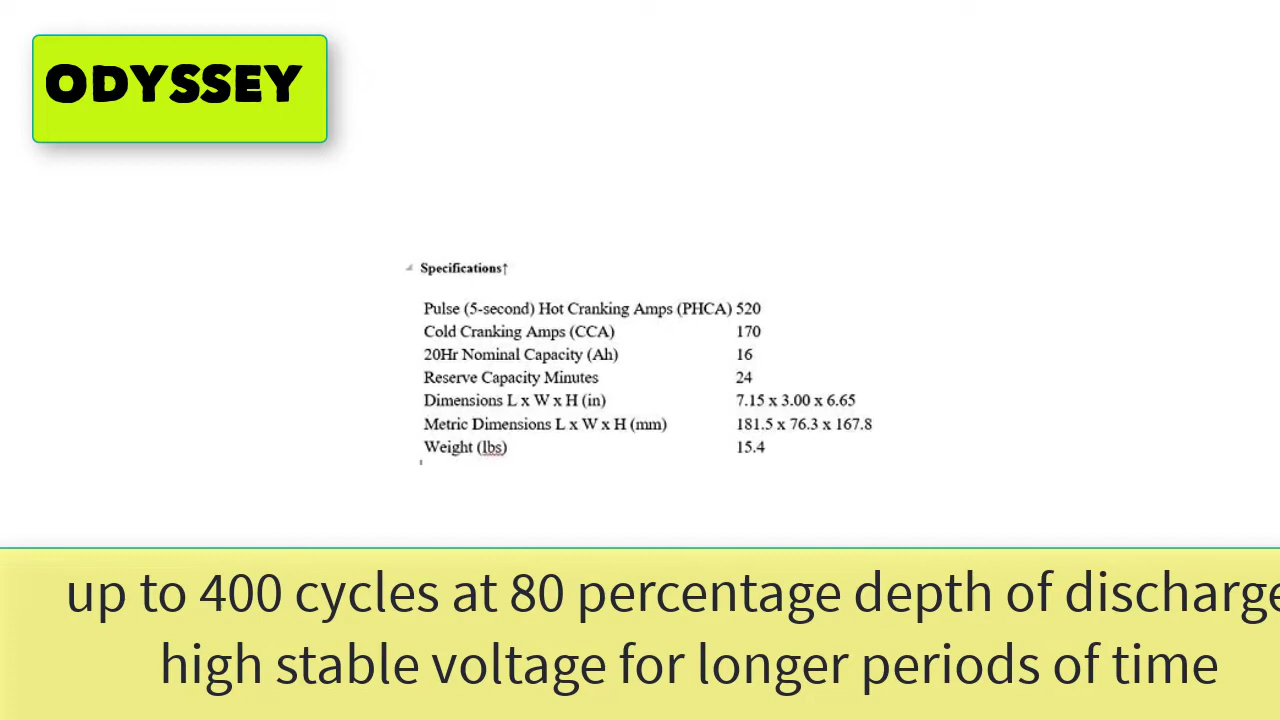 ODYSSEY
Specifications↑
Pulse (5-second) Hot Cranking Amps (PHCA) 520
Cold Cranking Amps (CCA) 170
20Hr Nominal Capacity (Ah) 16
Reserve Capacity Minutes 24
Dimensions L x W x H (in) 7.15 x 3.00 x 6.65
Metric Dimensions L x W x H (mm) 181.5 x 76.3 x 167.8
Weight (lbs) 15.4
up to 400 cycles at 80 percentage depth of discharge
high stable voltage for longer periods of time